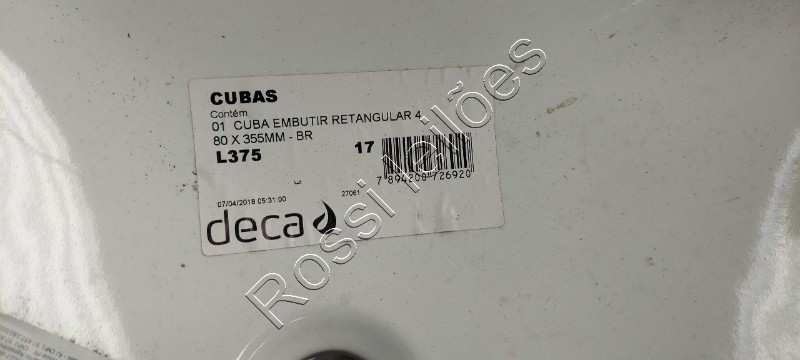 CUBAS
Contém
01 CUBA EMBUTIR RETANGULAR 4
80 X 355MM - BR
L375
17
7 894200 726920
07/04/2018 05:31:00
27061
deca
Rossi Leilões